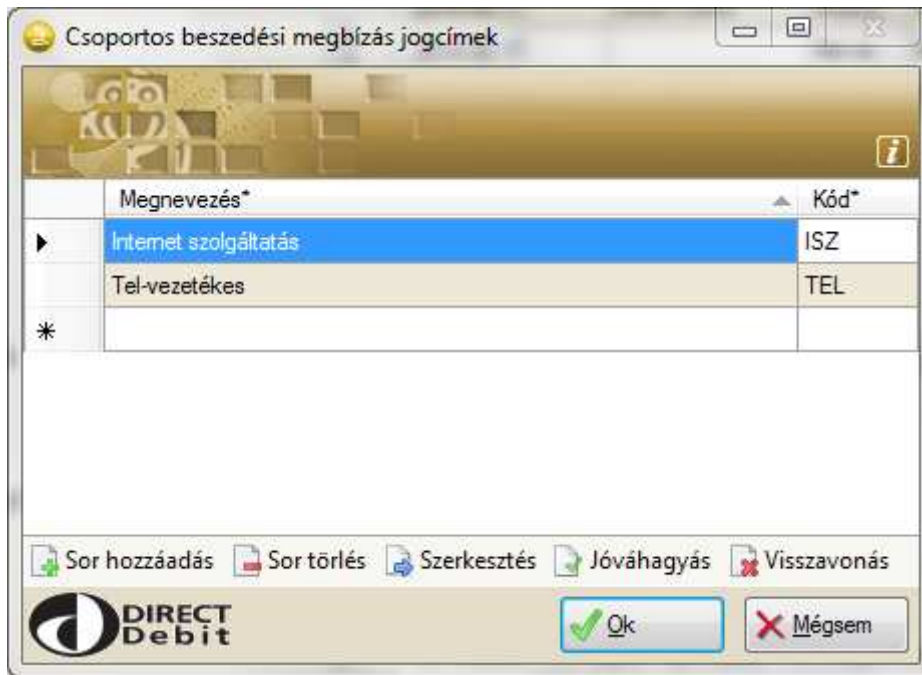 Csoportos beszedési megbízás jogcímek
i
Megnevezés* Kód*
Internet szolgáltatás ISZ
Tel-vezetékes TEL
*
Sor hozzáadás Sor törlés Szerkesztés Jóváhagyás Visszavonás
DIRECT
Debit
Ok Mégsem